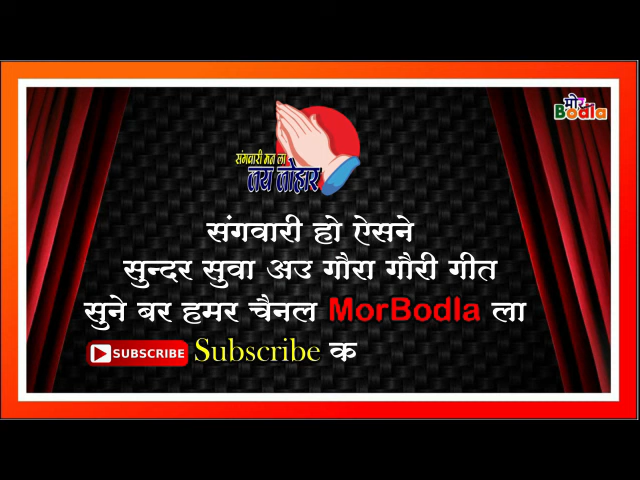 मोर
Bodla
संगवारी मन ला
जय जोहार
संगवारी हो ऐसने
सुन्दर सुवा अउ गौरा गौरी गीत
सुने बर हमर चैनल MorBodla ला
SUBSCRIBE Subscribe क